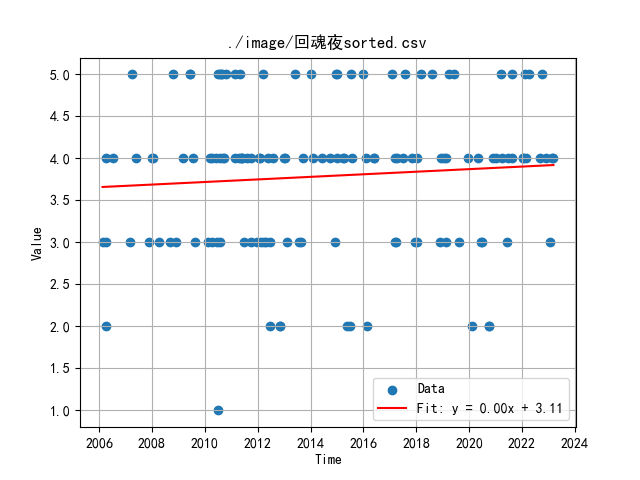 ./image/回魂夜sorted.csv
5.0
4.5
4.0
3.5
3.0
2.5
2.0
1.5
1.0
Value
Data
Fit: y = 0.00x + 3.11
2006 2008 2010 2012 2014 2016 2018 2020 2022 2024
Time